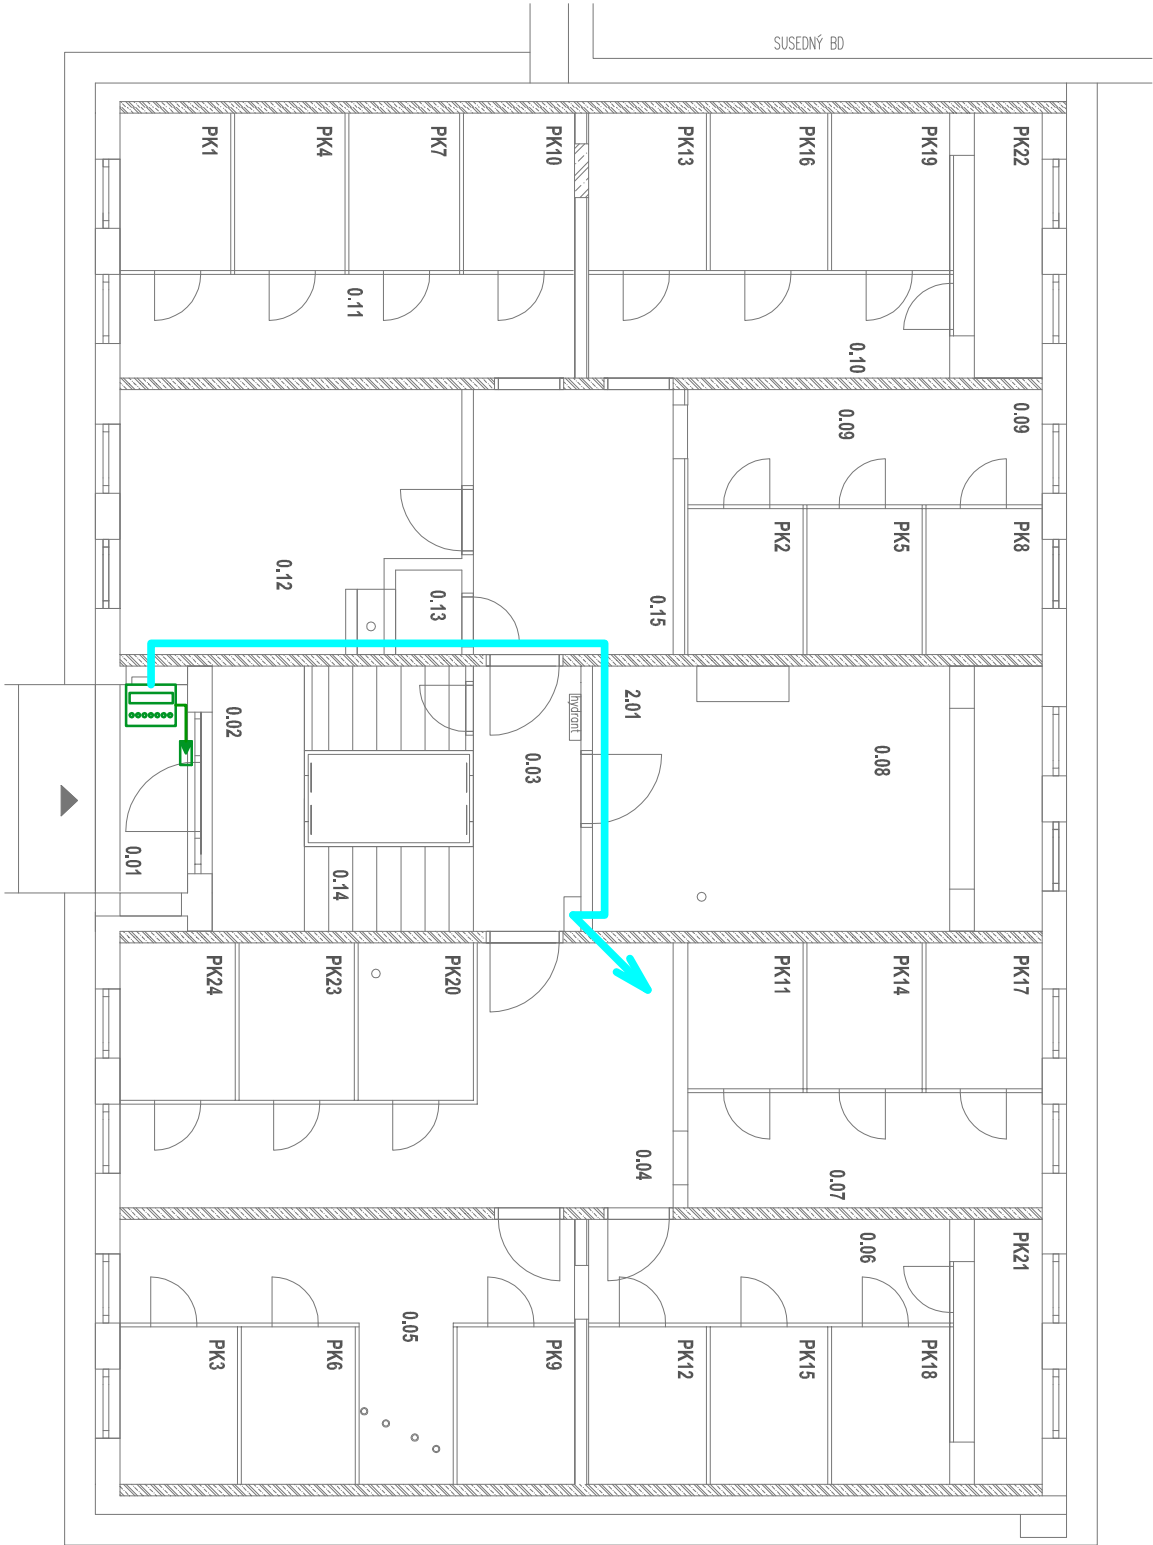 SUSEDNÝ BD
PK1
PK4
PK7
PK10
PK13
PK16
PK19
PK22
0.11
0.10
0.09
0.09
PK2
PK5
PK8
0.12
0.13
0.15
0.02
hydrant
2.01
0.03
0.08
0.01
0.14
PK24
PK23
PK20
PK11
PK14
PK17
0.04
0.07
0.06
PK21
0.05
PK3
PK6
PK9
PK12
PK15
PK18